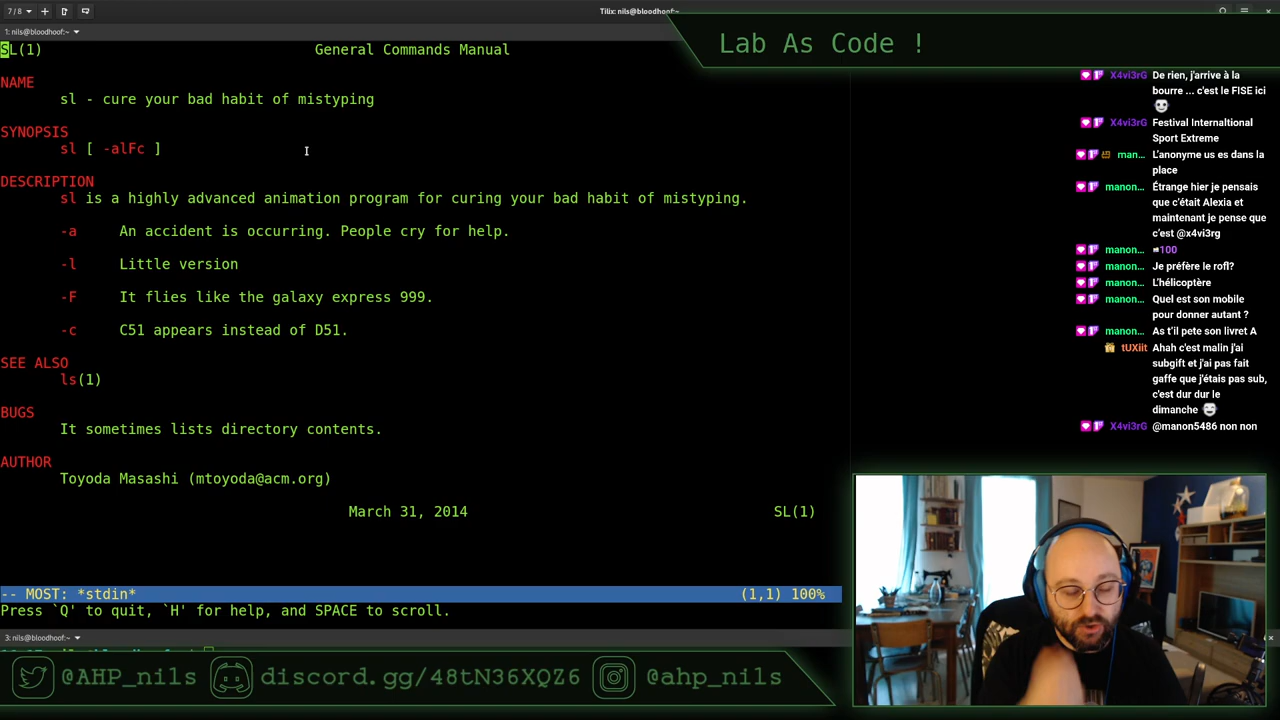 7 / 8
Tilix: nils@bloodhoof:~
1: nils@bloodhoof:~
Lab As Code !
SL(1) General Commands Manual
NAME
sl - cure your bad habit of mistyping
SYNOPSIS
sl [ -alFc ]
DESCRIPTION
sl is a highly advanced animation program for curing your bad habit of mistyping.
-a An accident is occurring. People cry for help.
-l Little version
-F It flies like the galaxy express 999.
-c C51 appears instead of D51.
SEE ALSO
ls(1)
BUGS
It sometimes lists directory contents.
AUTHOR
Toyoda Masashi (mtoyoda@acm.org)
March 31, 2014 SL(1)
-- MOST: *stdin* (1,1) 100%
Press `Q' to quit, `H' for help, and SPACE to scroll.
3: nils@bloodhoof:~
X4vi3rG De rien, j'arrive à la
bourre ... c'est le FISE ici
X4vi3rG Festival Internaltional
Sport Extreme
man... L'anonyme us es dans la
place
manon... Étrange hier je pensais
que c'était Alexia et
maintenant je pense que
c'est @x4vi3rg
manon... 100
manon... Je préfère le rofl?
manon... L'hélicoptère
manon... Quel est son mobile
pour donner autant ?
manon... As t'il pete son livret A
tUXiit Ahah c'est malin j'ai
subgift et j'ai pas fait
gaffe que j'étais pas sub,
c'est dur dur le
dimanche
X4vi3rG @manon5486 non non
@AHP_nils discord.gg/48tN36XQZ6 @ahp_nils